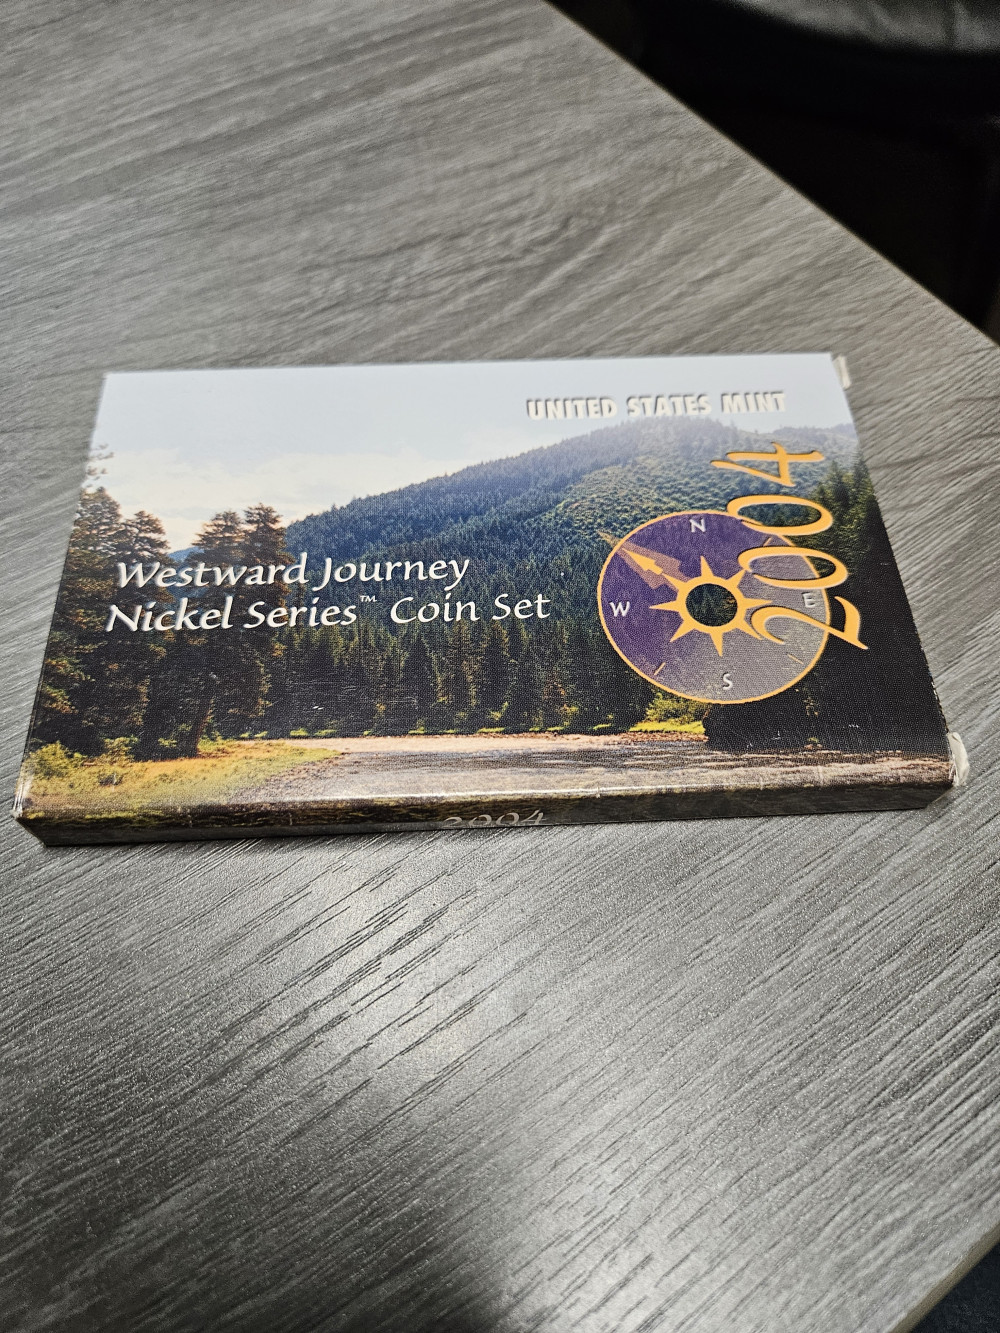 UNITED STATES MINT
2004
Westward Journey
Nickel Series™ Coin Set
N
W
E
S
2004